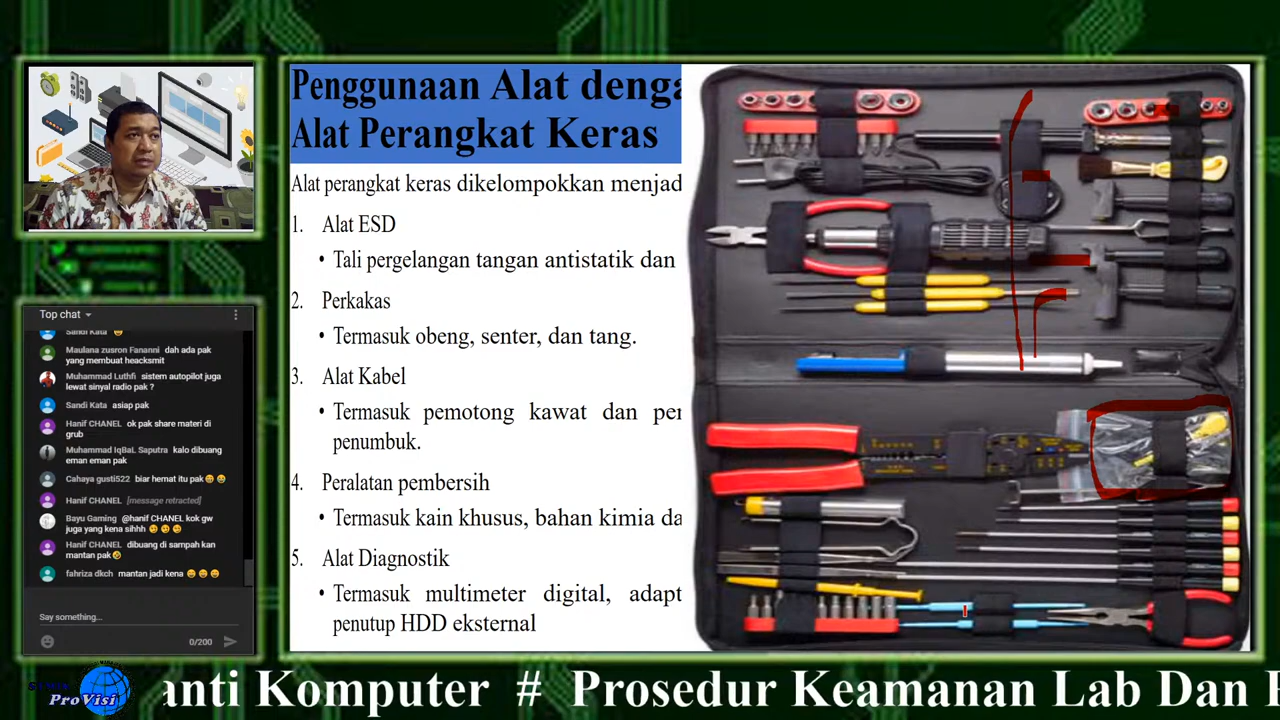 Penggunaan Alat denga
Alat Perangkat Keras
Alat perangkat keras dikelompokkan menjad
1. Alat ESD
• Tali pergelangan tangan antistatik dan
2. Perkakas
• Termasuk obeng, senter, dan tang.
3. Alat Kabel
• Termasuk pemotong kawat dan pe
penumbuk.
4. Peralatan pembersih
• Termasuk kain khusus, bahan kimia da
5. Alat Diagnostik
• Termasuk multimeter digital, adapt
penutup HDD eksternal
Top chat
Sandi Kata
Maulana zusron Fananni dah ada pak
yang membuat heacksmit
Muhammad Luthfi sistem autopilot juga
lewat sinyal radio pak ?
Sandi Kata asiap pak
Hanif CHANEL ok pak share materi di
grub
Muhammad IqBaL Saputra kalo dibuang
eman eman pak
Cahaya gusti522 biar hemat itu pak
Hanif CHANEL [message retracted]
Bayu Gaming @hanif CHANEL kok gw
juga yang kena sihhh
Hanif CHANEL dibuang di sampah kan
mantan pak
fahriza dkch mantan jadi kena
Say something...
0/200
ProVisi
anti Komputer # Prosedur Keamanan Lab Dan P